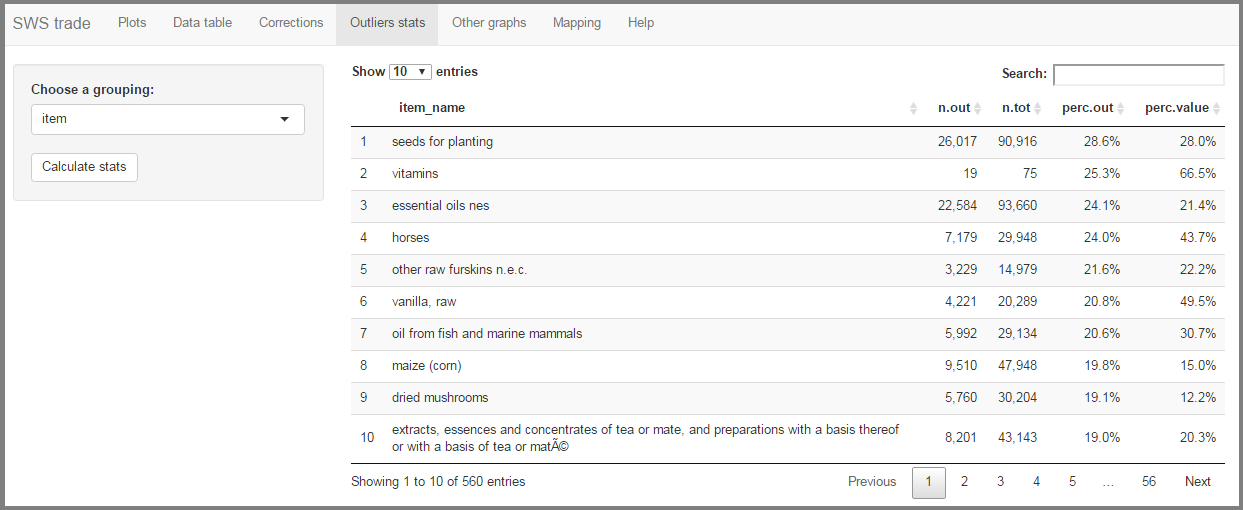 SWS trade Plots Data table Corrections Outliers stats Other graphs Mapping Help
Choose a grouping:
item
Calculate stats
Show 10 entries
Search:
item_name n.out n.tot perc.out perc.value
1 seeds for planting 26,017 90,916 28.6% 28.0%
2 vitamins 19 75 25.3% 66.5%
3 essential oils nes 22,584 93,660 24.1% 21.4%
4 horses 7,179 29,948 24.0% 43.7%
5 other raw furskins n.e.c. 3,229 14,979 21.6% 22.2%
6 vanilla, raw 4,221 20,289 20.8% 49.5%
7 oil from fish and marine mammals 5,992 29,134 20.6% 30.7%
8 maize (corn) 9,510 47,948 19.8% 15.0%
9 dried mushrooms 5,760 30,204 19.1% 12.2%
10 extracts, essences and concentrates of tea or mate, and preparations with a basis thereof
or with a basis of tea or matÃ© 8,201 43,143 19.0% 20.3%
Showing 1 to 10 of 560 entries
Previous 1 2 3 4 5 … 56 Next